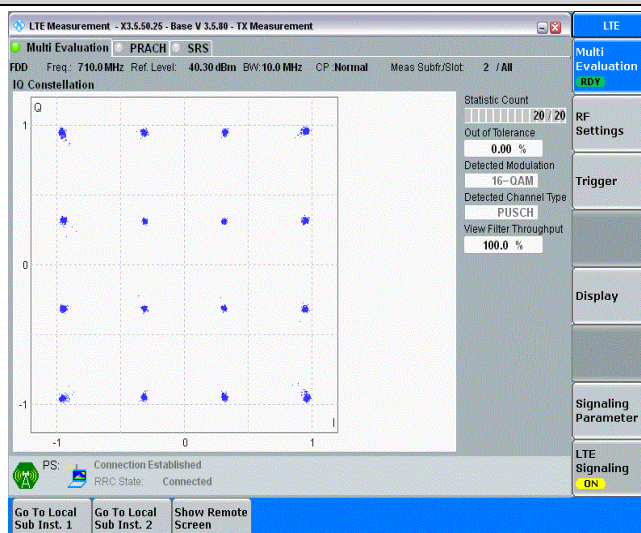 LTE Measurement - X3.5.50.25 - Base V 3.5.80 - TX Measurement
LTE
Multi Evaluation PRACH SRS
Multi
Evaluation
RDY
FDD Freq.: 710.0 MHz Ref. Level: 40.30 dBm BW: 10.0 MHz CP :Normal Meas Subfr./Slot: 2 / All
IQ Constellation
Q
1
0
-1
-1 0 1
I
Statistic Count
20 / 20
Out of Tolerance
0.00 %
Detected Modulation
16-QAM
Detected Channel Type
PUSCH
View Filter Throughput
100.0 %
RF
Settings
Trigger
Display
Signaling
Parameter
LTE
Signaling
ON
PS: Connection Established
RRC State: Connected
Go To Local
Sub Inst. 1
Go To Local
Sub Inst. 2
Show Remote
Screen